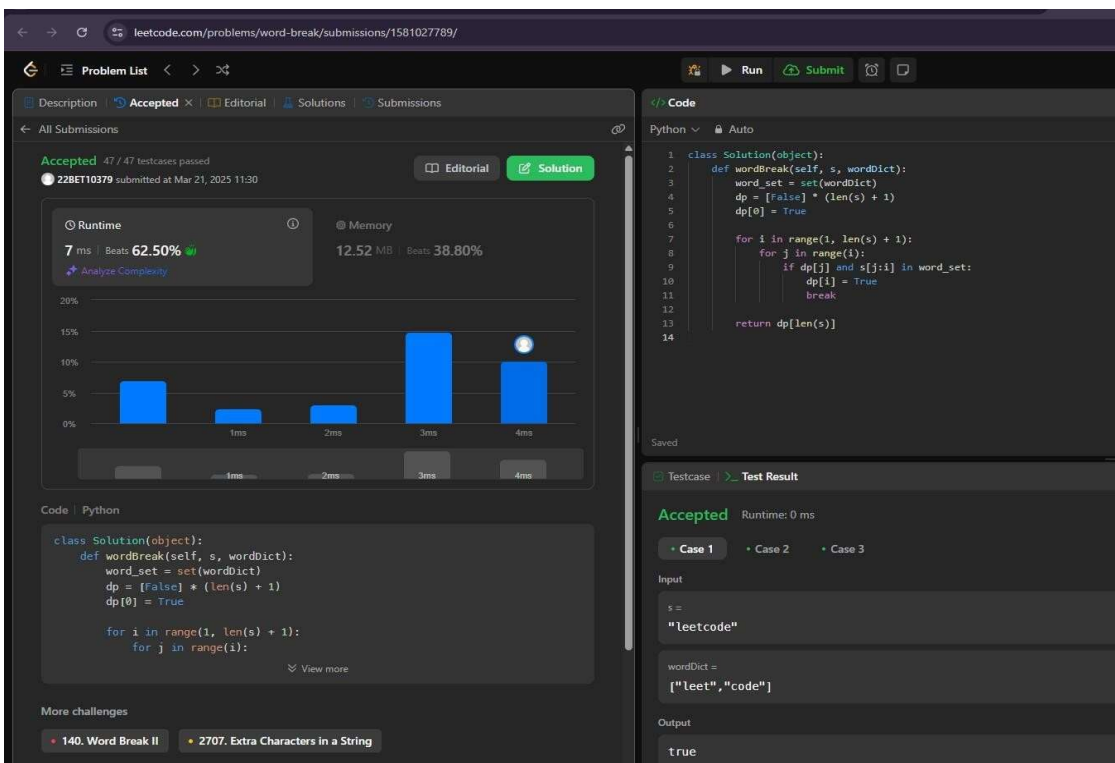 leetcode.com/problems/word-break/submissions/1581027789/
Problem List
Run
Submit
Description | Accepted × | Editorial | Solutions | Submissions
← All Submissions
Accepted 47 / 47 testcases passed
22BET10379 submitted at Mar 21, 2025 11:30
Editorial
Solution
Runtime
7 ms | Beats 62.50%
Analyze Complexity
Memory
12.52 MB | Beats 38.80%
20%
15%
10%
5%
0%
1ms 2ms 3ms 4ms
1ms 2ms 3ms 4ms
Code | Python
class Solution(object):
    def wordBreak(self, s, wordDict):
        word_set = set(wordDict)
        dp = [False] * (len(s) + 1)
        dp[0] = True
        for i in range(1, len(s) + 1):
            for j in range(i):
View more
More challenges
140. Word Break II
2707. Extra Characters in a String
</> Code
Python Auto
1 class Solution(object):
2     def wordBreak(self, s, wordDict):
3         word_set = set(wordDict)
4         dp = [False] * (len(s) + 1)
5         dp[0] = True
6
7         for i in range(1, len(s) + 1):
8             for j in range(i):
9                 if dp[j] and s[j:i] in word_set:
10                     dp[i] = True
11                     break
12
13         return dp[len(s)]
14
Saved
Testcase | >_ Test Result
Accepted Runtime: 0 ms
• Case 1 • Case 2 • Case 3
Input
s =
"leetcode"
wordDict =
["leet","code"]
Output
true